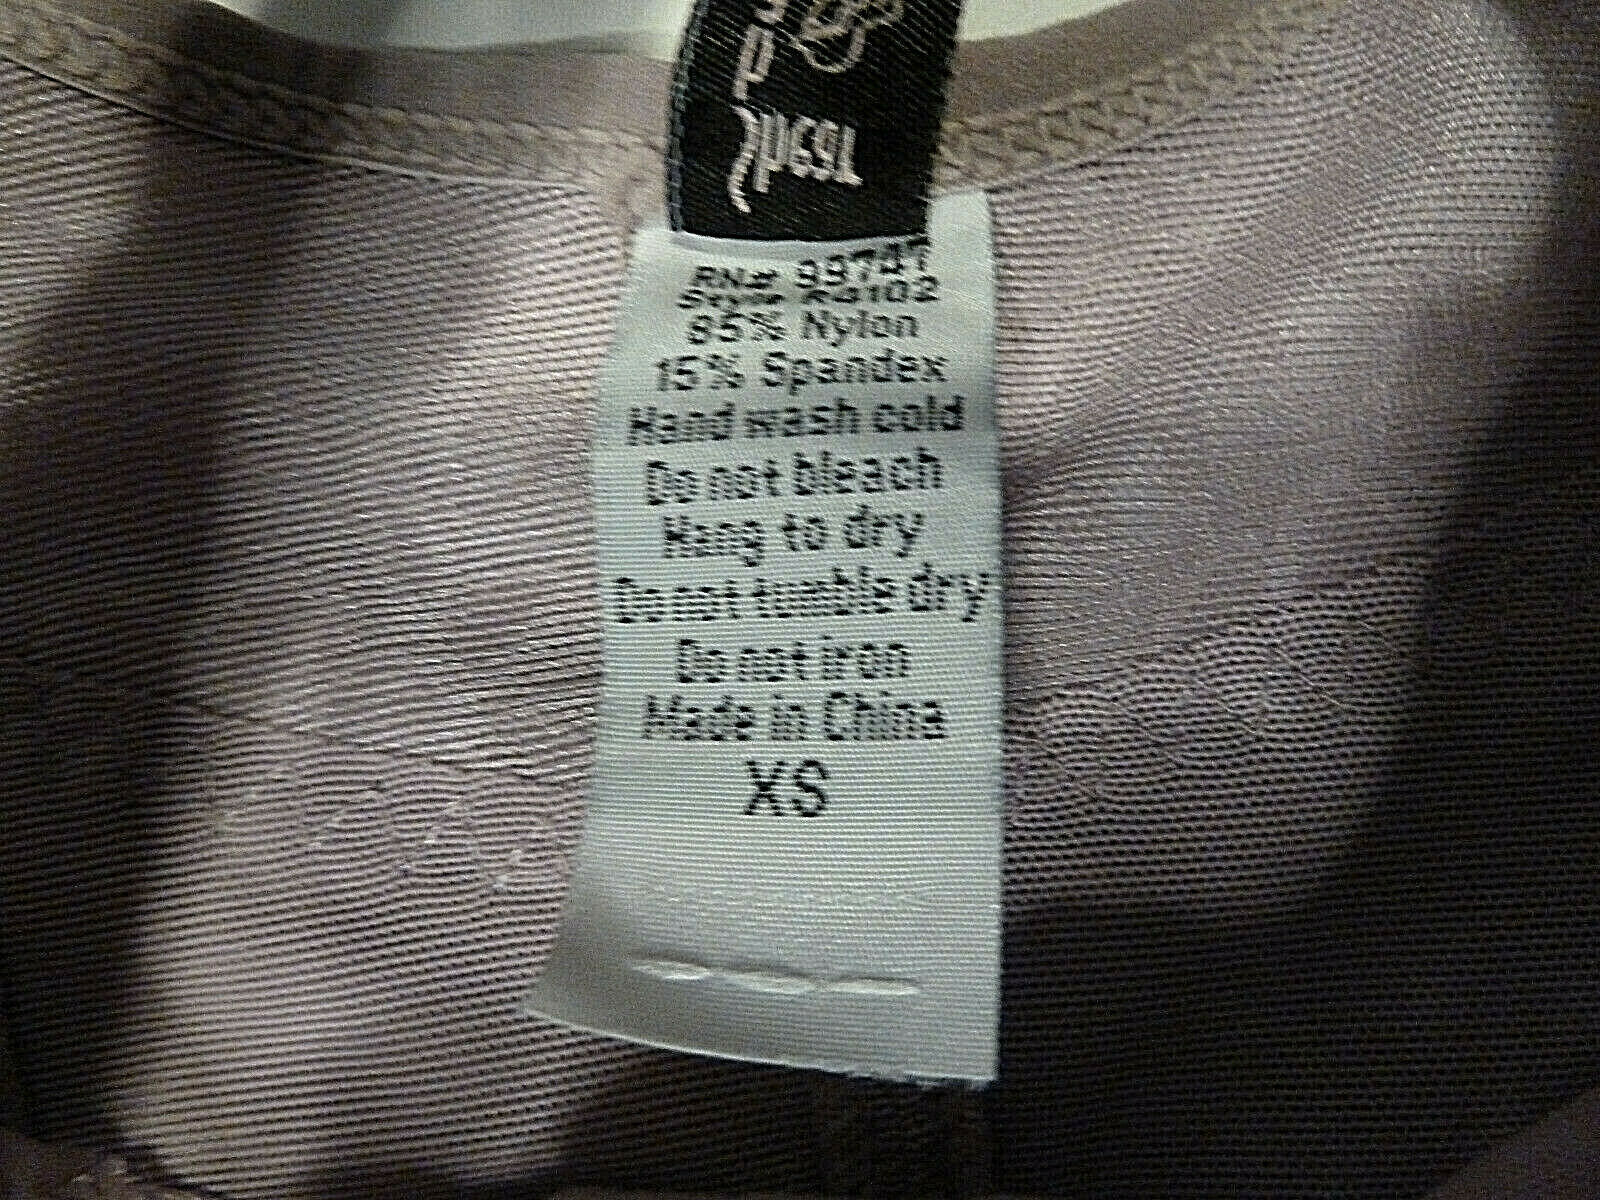 RN# 99747
Style
85% Nylon
15% Spandex
Hand wash cold
Do not bleach
Hang to dry
Do not tumble dry
Do not iron
Made in China
XS